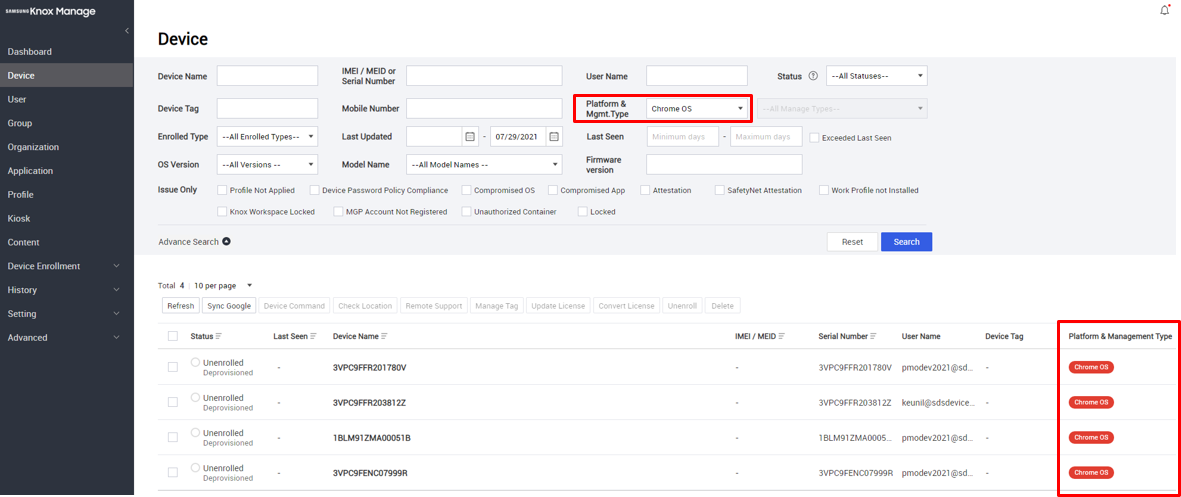 SAMSUNG Knox Manage
Dashboard
Device
User
Group
Organization
Application
Profile
Kiosk
Content
Device Enrollment
History
Setting
Advanced
Device
Device Name
IMEI / MEID or
Serial Number
User Name
Status ? --All Statuses--
Device Tag
Mobile Number
Platform &
Mgmt.Type
Chrome OS
--All Manage Types--
Enrolled Type --All Enrolled Types--
Last Updated - 07/29/2021
Last Seen Minimum days - Maximum days Exceeded Last Seen
OS Version --All Versions --
Model Name --All Model Names --
Firmware
version
Issue Only Profile Not Applied Device Password Policy Compliance Compromised OS Compromised App Attestation SafetyNet Attestation Work Profile not Installed
Knox Workspace Locked MGP Account Not Registered Unauthorized Container Locked
Advance Search Reset Search
Total 4 | 10 per page
Refresh Sync Google Device Command Check Location Remote Support Manage Tag Update License Convert License Unenroll Delete
Status Last Seen Device Name IMEI / MEID Serial Number User Name Device Tag Platform & Management Type
Unenrolled
Deprovisioned
- 3VPC9FFR201780V - 3VPC9FFR201780V pmodev2021@sd... - Chrome OS
Unenrolled
Deprovisioned
- 3VPC9FFR203812Z - 3VPC9FFR203812Z keunil@sdsdevice... - Chrome OS
Unenrolled
Deprovisioned
- 1BLM91ZMA00051B - 1BLM91ZMA0005... pmodev2021@sd... - Chrome OS
Unenrolled
Deprovisioned
- 3VPC9FENC07999R - 3VPC9FENC07999R pmodev2021@sd... - Chrome OS